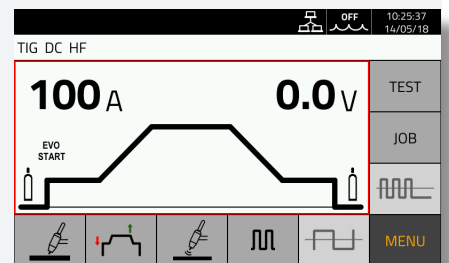 OFF
10:25:37
14/05/18
TIG DC HF
100 A
0.0 V
EVO
START
TEST
JOB
MENU